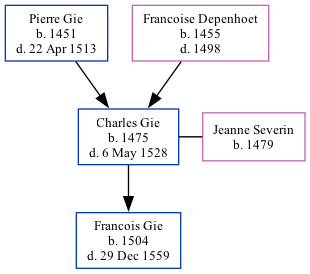 Pierre Gie
b. 1451
d. 22 Apr 1513
Francoise Depenhoet
b. 1455
d. 1498
Charles Gie
b. 1475
d. 6 May 1528
Jeanne Severin
b. 1479
Francois Gie
b. 1504
d. 29 Dec 1559